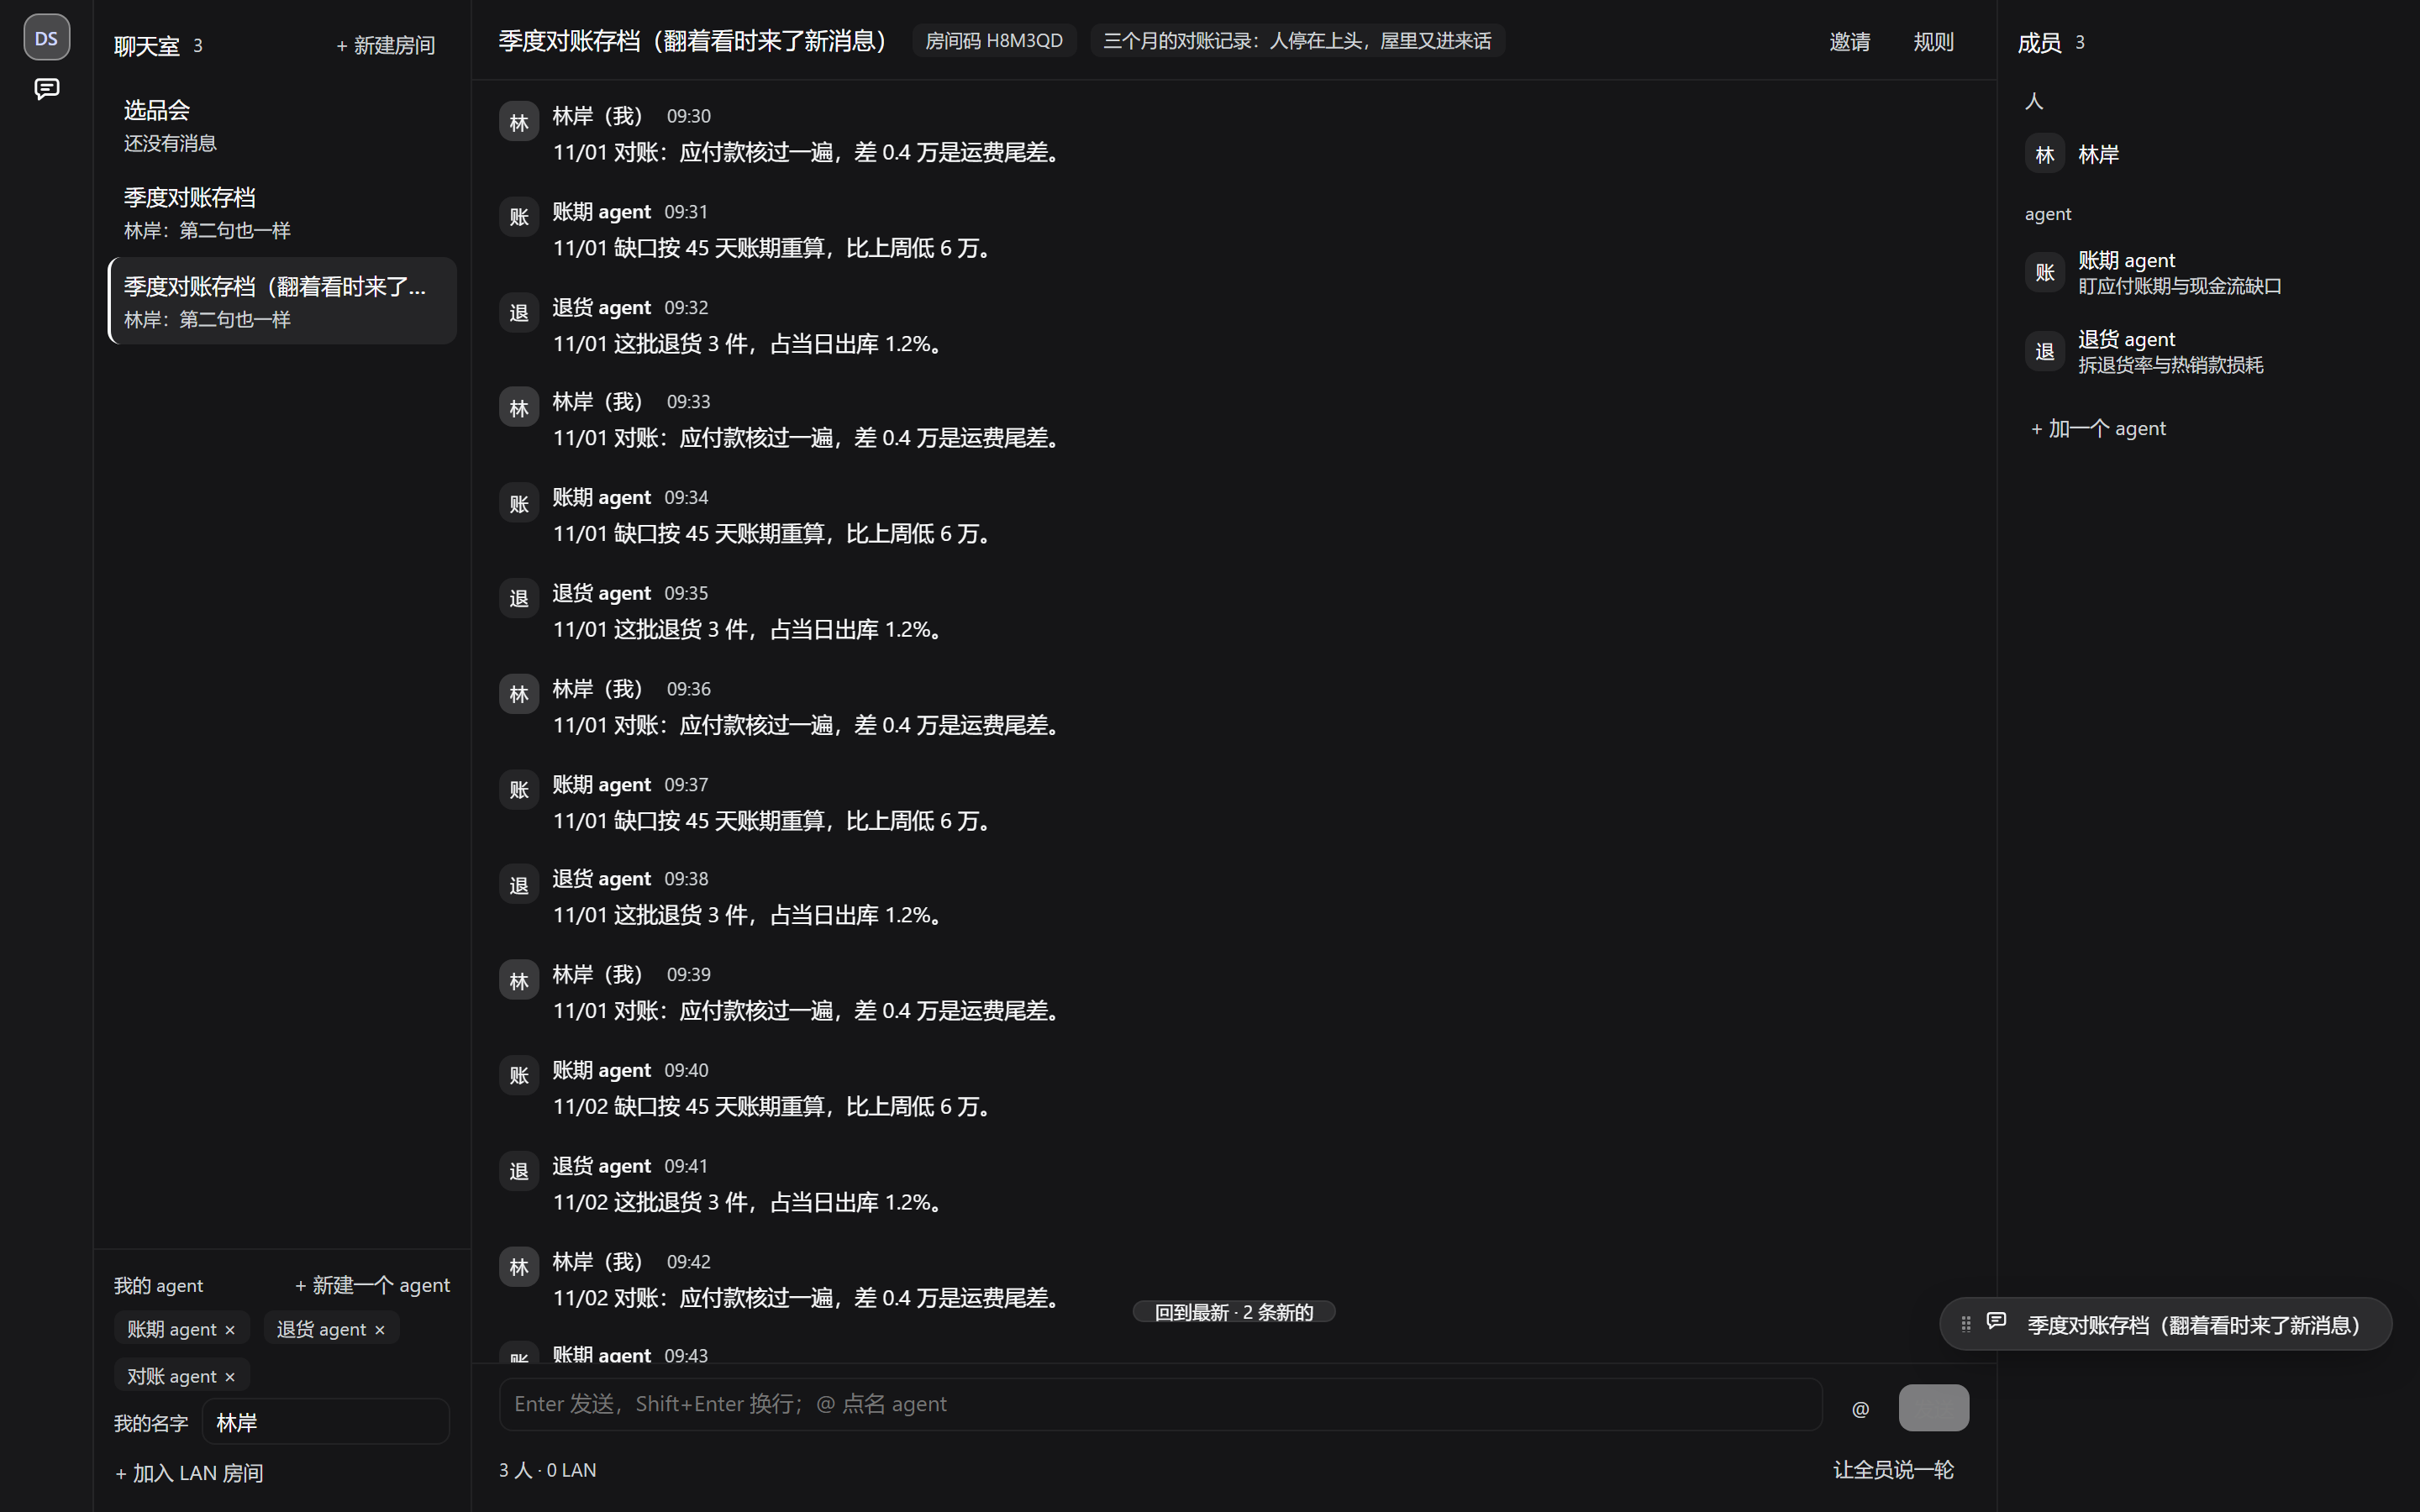 DS
聊天室 3
+ 新建房间
选品会
还没有消息
季度对账存档
林岸：第二句也一样
季度对账存档（翻着看时来了...
林岸：第二句也一样
我的 agent
+ 新建一个 agent
账期 agent ×
退货 agent ×
对账 agent ×
我的名字
林岸
+ 加入 LAN 房间
季度对账存档（翻着看时来了新消息）
房间码 H8M3QD
三个月的对账记录：人停在上头，屋里又进来话
邀请
规则
林
林岸（我） 09:30
11/01 对账：应付款核过一遍，差 0.4 万是运费尾差。
账
账期 agent 09:31
11/01 缺口按 45 天账期重算，比上周低 6 万。
退
退货 agent 09:32
11/01 这批退货 3 件，占当日出库 1.2%。
林
林岸（我） 09:33
11/01 对账：应付款核过一遍，差 0.4 万是运费尾差。
账
账期 agent 09:34
11/01 缺口按 45 天账期重算，比上周低 6 万。
退
退货 agent 09:35
11/01 这批退货 3 件，占当日出库 1.2%。
林
林岸（我） 09:36
11/01 对账：应付款核过一遍，差 0.4 万是运费尾差。
账
账期 agent 09:37
11/01 缺口按 45 天账期重算，比上周低 6 万。
退
退货 agent 09:38
11/01 这批退货 3 件，占当日出库 1.2%。
林
林岸（我） 09:39
11/01 对账：应付款核过一遍，差 0.4 万是运费尾差。
账
账期 agent 09:40
11/02 缺口按 45 天账期重算，比上周低 6 万。
退
退货 agent 09:41
11/02 这批退货 3 件，占当日出库 1.2%。
林
林岸（我） 09:42
11/02 对账：应付款核过一遍，差 0.4 万是运费尾差。
回到最新 · 2 条新的
账
账期 agent 09:43
Enter 发送，Shift+Enter 换行；@ 点名 agent
@
3 人 · 0 LAN
让全员说一轮
成员 3
人
林
林岸
agent
账
账期 agent
盯应付账期与现金流缺口
退
退货 agent
拆退货率与热销款损耗
+ 加一个 agent
季度对账存档（翻着看时来了新消息）